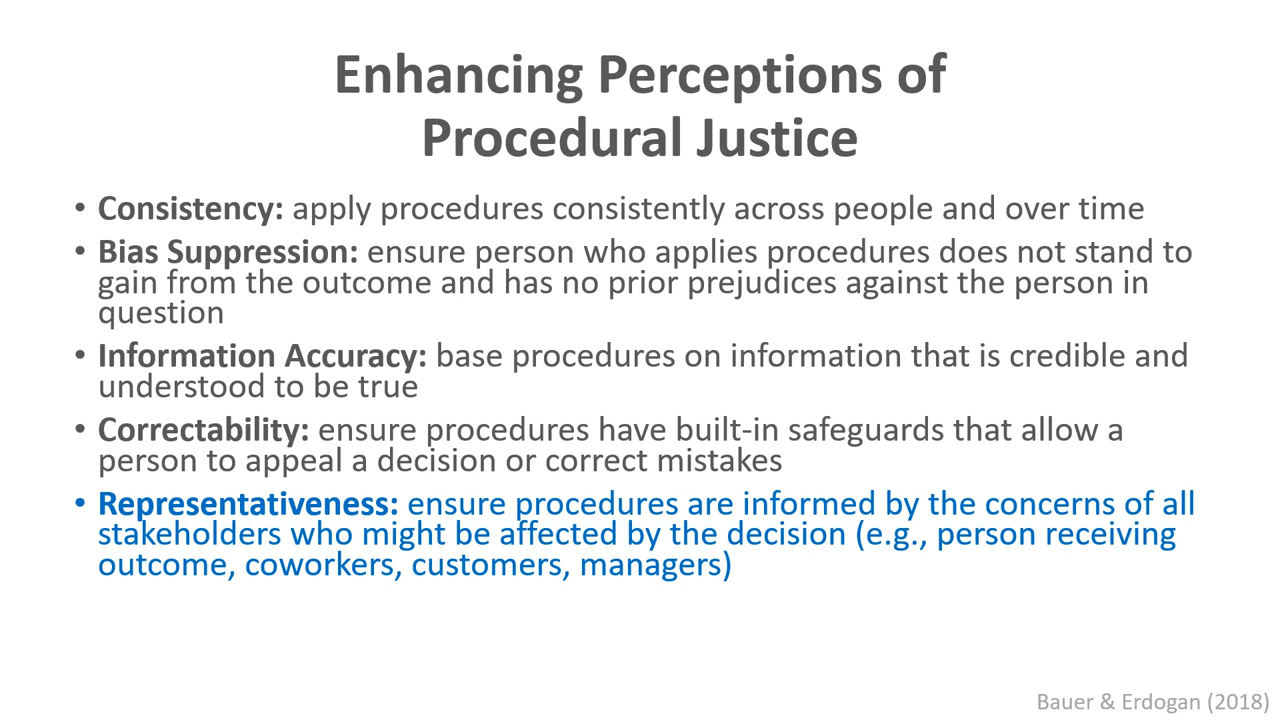 Enhancing Perceptions of
Procedural Justice
• Consistency: apply procedures consistently across people and over time
• Bias Suppression: ensure person who applies procedures does not stand to
gain from the outcome and has no prior prejudices against the person in
question
• Information Accuracy: base procedures on information that is credible and
understood to be true
• Correctability: ensure procedures have built-in safeguards that allow a
person to appeal a decision or correct mistakes
• Representativeness: ensure procedures are informed by the concerns of all
stakeholders who might be affected by the decision (e.g., person receiving
outcome, coworkers, customers, managers)
Bauer & Erdogan (2018)